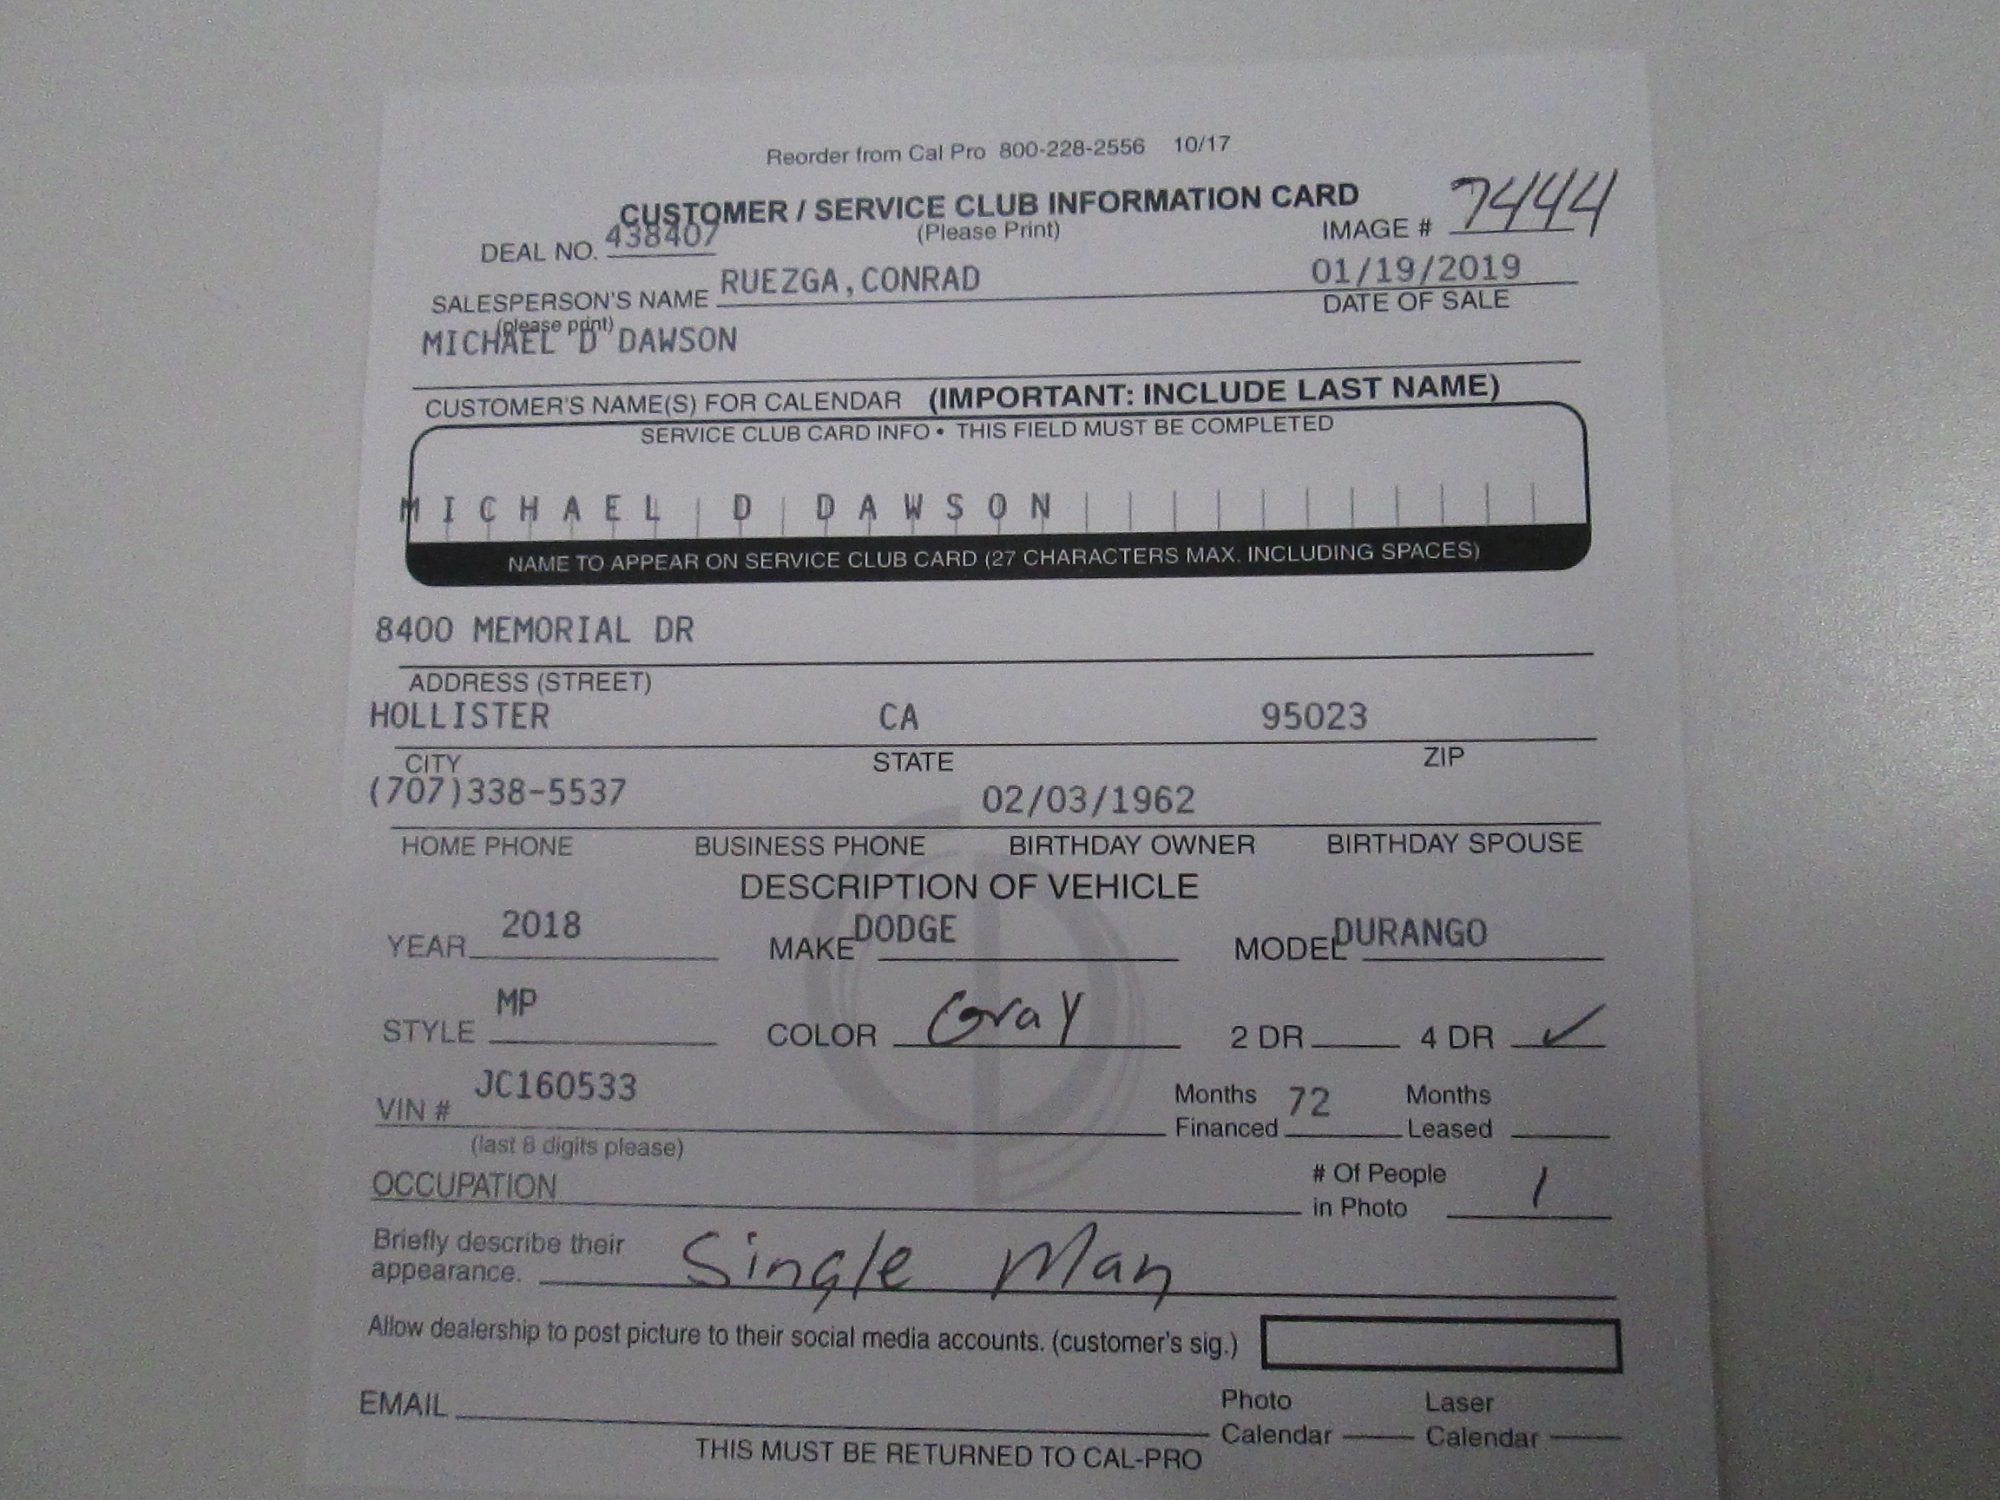 Reorder from Cal Pro 800-228-2556 10/17
CUSTOMER / SERVICE CLUB INFORMATION CARD
(Please Print)
DEAL NO. 438407 IMAGE # 7444
SALESPERSON'S NAME RUEZGA,CONRAD 01/19/2019
(please print) DATE OF SALE
MICHAEL D DAWSON
CUSTOMER'S NAME(S) FOR CALENDAR (IMPORTANT: INCLUDE LAST NAME)
SERVICE CLUB CARD INFO • THIS FIELD MUST BE COMPLETED
MICHAEL D DAWSON
NAME TO APPEAR ON SERVICE CLUB CARD (27 CHARACTERS MAX. INCLUDING SPACES)
8400 MEMORIAL DR
ADDRESS (STREET)
HOLLISTER CA 95023
CITY STATE ZIP
(707)338-5537 02/03/1962
HOME PHONE BUSINESS PHONE BIRTHDAY OWNER BIRTHDAY SPOUSE
DESCRIPTION OF VEHICLE
YEAR 2018 MAKE DODGE MODEL DURANGO
STYLE MP COLOR Gray 2 DR 4 DR ✓
VIN # JC160533 Months Financed 72 Months Leased
(last 8 digits please)
OCCUPATION # Of People in Photo 1
Briefly describe their appearance. Single Man
Allow dealership to post picture to their social media accounts. (customer's sig.)
EMAIL Photo Calendar Laser Calendar
THIS MUST BE RETURNED TO CAL-PRO